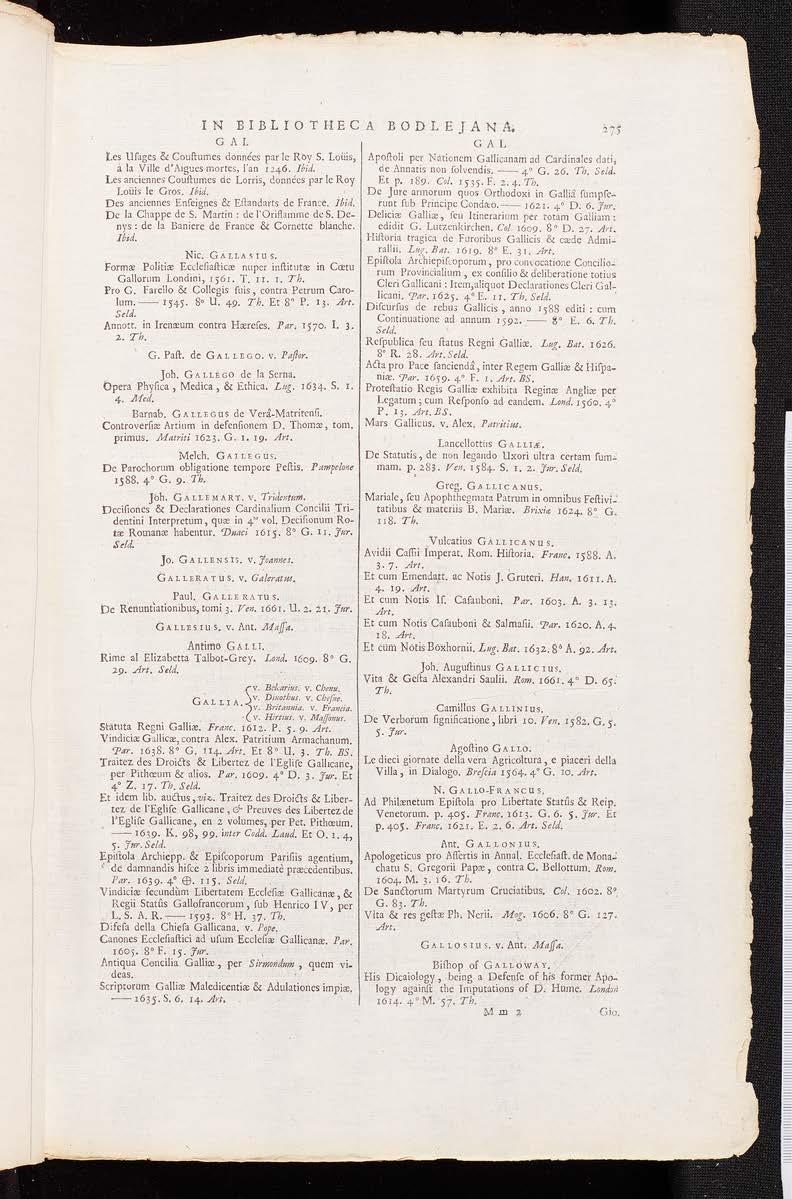 IN BIBLIOTHECA BODLEJANA.
275
GAL
Les Usages & Coustumes données par le Roy S. Loüis,
à la Ville d'Aigues-mortes, l'an 1246. Ibid.
Les anciennes Coustumes de Lorris, données par le Roy
Loüis le Gros. Ibid.
Des anciennes Enseignes & Estandarts de France. Ibid.
De la Chappe de S. Martin : de l'Oriflamme de S. De-
nys : de la Baniere de France & Cornette blanche.
Ibid.
Nic. GALLASIUS.
Formæ Politiæ Ecclesiasticæ nuper institutæ in Cœtu
Gallorum Londini, 1561. T. 11. 1. Th.
Pro G. Farello & Collegis suis, contra Petrum Caro-
lum. —— 1545. 8° U. 49. Th. Et 8° P. 13. Art.
Seld.
Annott. in Irenæum contra Hæreses. Par. 1570. I. 3.
2. Th.
G. Past. de GALLEGO. v. Pastor.
Joh. GALLEGO de la Serna.
Opera Physica, Medica, & Ethica. Lug. 1634. S. 1.
4. Med.
Barnab. GALLEGUS de Verâ-Matritensi.
Controversiæ Artium in defensionem D. Thomæ, tom.
primus. Matriti 1623. G. 1. 19. Art.
Melch. GALLEGUS.
De Parochorum obligatione tempore Pestis. Pampelone
1588. 4° G. 9. Th.
Joh. GALLEMART. v. Tridentum.
Decisiones & Declarationes Cardinalium Concilii Tri-
dentini Interpretum, quæ in 4to vol. Decisionum Ro-
tæ Romanæ habentur. Duaci 1615. 8° G. 11. Jur.
Seld.
Jo. GALLENSIS. v. Joannes.
GALLERATUS. v. Galeratus.
Paul. GALLERATUS.
De Renuntiationibus, tomi 3. Ven. 1661. U. 2. 21. Jur.
GALLESIUS. v. Ant. Massa.
Antimo GALLI.
Rime al Elizabetta Talbot-Grey. Lond. 1609. 8° G.
29. Art. Seld.
v. Bekarius. v. Chenu.
GALLIA. v. Dinothus. v. Chesne.
v. Britannia. v. Francia.
v. Hirtius. v. Massonus.
Statuta Regni Galliæ. Franc. 1612. P. 5. 9. Art.
Vindiciæ Gallicæ, contra Alex. Patritium Armachanum.
Par. 1638. 8° G. 114. Art. Et 8° U. 3. Th. BS.
Traitez des Droicts & Libertez de l'Eglise Gallicane,
per Pithœum & alios. Par. 1609. 4° D. 3. Jur. Et
4° Z. 17. Th. Seld.
Et idem lib. auctus, viz. Traitez des Droicts & Liber-
tez de l'Eglise Gallicane, & Preuves des Libertez de
l'Eglise Gallicane, en 2 volumes, per Pet. Pithœum.
—— 1639. K. 98, 99. inter Codd. Laud. Et O. 1. 4,
5. Jur. Seld.
Epistola Archiepp. & Episcoporum Parisiis agentium,
de damnandis hisce 2 libris immediatè præcedentibus.
Par. 1639. 4° ⊕. 115. Seld.
Vindiciæ secundùm Libertatem Ecclesiæ Gallicanæ, &
Regii Statûs Gallofrancorum, sub Henrico IV, per
L. S. A. R. —— 1593. 8° H. 37. Th.
Difesa della Chiesa Gallicana. v. Pope.
Canones Ecclesiastici ad usum Ecclesiæ Gallicanæ. Par.
1605. 8° F. 15. Jur.
Antiqua Concilia Galliæ, per Sirmondum, quem vi-
deas.
Scriptorum Galliæ Maledicentiæ & Adulationes impiæ.
—— 1635. S. 6. 14. Art.
GAL
Apostoli per Nationem Gallicanam ad Cardinales dati,
de Annatis non solvendis. —— 4° G. 26. Th. Seld.
Et p. 189. Col. 1535. F. 2. 4. Th.
De Jure armorum quos Orthodoxi in Galliâ sumpse-
runt sub Principe Condæo. —— 1621. 4° D. 6. Jur.
Deliciæ Galliæ, seu Itinerarium per totam Galliam :
edidit G. Lutzenkirchen. Col. 1609. 8° D. 27. Art.
Historia tragica de Furoribus Gallicis & cæde Admi-
rallii. Lug. Bat. 1619. 8° E. 31. Art.
Epistola Archiepiscoporum, pro convocatione Concilio-
rum Provincialium, ex consilio & deliberatione totius
Cleri Gallicani : Item, aliquot Declarationes Cleri Gal-
licani. Par. 1625. 4° E. 11. Th. Seld.
Discursus de rebus Gallicis, anno 1588 editi : cum
Continuatione ad annum 1592. —— 8° E. 6. Th.
Seld.
Respublica seu status Regni Galliæ. Lug. Bat. 1626.
8° R. 28. Art. Seld.
Acta pro Pace sanciendâ, inter Regem Galliæ & Hispa-
niæ. Par. 1659. 4° F. 1. Art. BS.
Protestatio Regis Galliæ exhibita Reginæ Angliæ per
Legatum ; cum Responso ad eandem. Lond. 1560. 4°
P. 13. Art. BS.
Mars Gallicus. v. Alex. Patritius.
Lancellottus GALLIÆ.
De Statutis, de non legando Uxori ultra certam sum-
mam. p. 283. Ven. 1584. S. 1. 2. Jur. Seld.
Greg. GALLICANUS.
Mariale, seu Apophthegmata Patrum in omnibus Festivi-
tatibus & materiis B. Mariæ. Brixiæ 1624. 8° G.
118. Th.
Vulcatius GALLICANUS.
Avidii Cassii Imperat. Rom. Historia. Franc. 1588. A.
3. 7. Art.
Et cum Emendatt. ac Notis J. Gruteri. Han. 1611. A.
4. 19. Art.
Et cum Notis Is. Casauboni. Par. 1603. A. 3. 13.
Art.
Et cum Notis Casauboni & Salmasii. Par. 1620. A. 4.
18. Art.
Et cum Notis Boxhornii. Lug. Bat. 1632. 8° A. 92. Art.
Joh. Augustinus GALLICIUS.
Vita & Gesta Alexandri Saulii. Rom. 1661. 4° D. 65.
Th.
Camillus GALLINIUS.
De Verborum significatione, libri 10. Ven. 1582. G. 5.
5. Jur.
Agostino GALLO.
Le dieci giornate della vera Agricoltura, e piaceri della
Villa, in Dialogo. Brescia 1564. 4° G. 10. Art.
N. GALLO-FRANCUS.
Ad Philænetum Epistola pro Libertate Statûs & Reip.
Venetorum. p. 405. Franc. 1613. G. 6. 5. Jur. Et
p. 405. Franc. 1621. E. 2. 6. Art. Seld.
Ant. GALLONIUS.
Apologeticus pro Assertis in Annal. Ecclesiast. de Mona-
chatu S. Gregorii Papæ, contra C. Bellottum. Rom.
1604. M. 3. 16. Th.
De Sanctorum Martyrum Cruciatibus. Col. 1602. 8°
G. 83. Th.
Vita & res gestæ Ph. Nerii. Mog. 1606. 8° G. 127.
Art.
GALLOSIUS. v. Ant. Massa.
Bishop of GALLOWAY.
His Dicaiology, being a Defense of his former Apo-
logy against the Imputations of D. Hume. London
1614. 4° M. 57. Th.
M m 2
Gio.